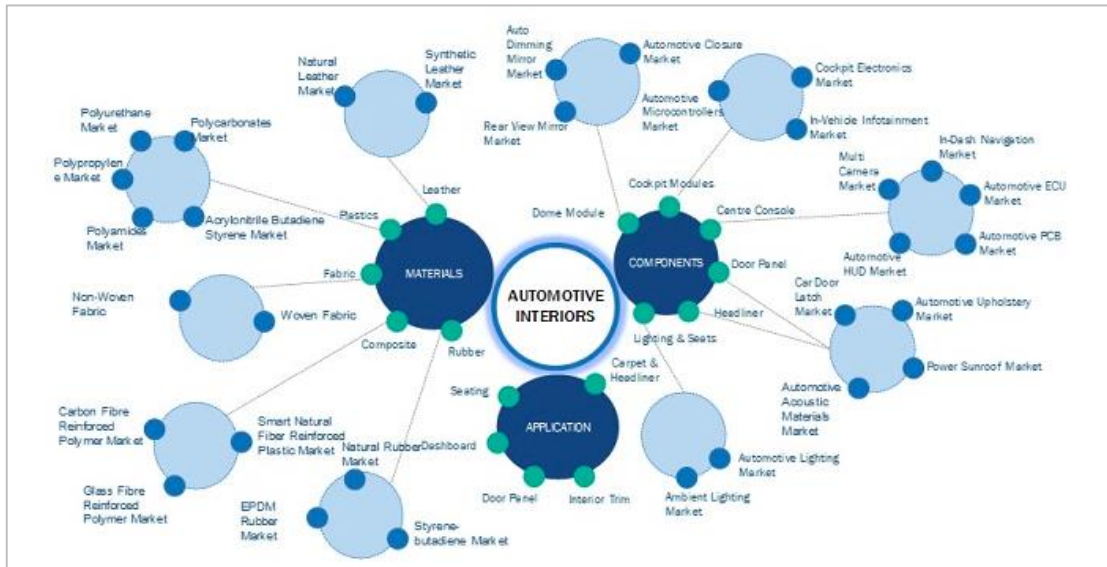 Natural
Leather
Market
Synthetic
Leather
Market
Auto
Dimming
Mirror
Market
Automotive Closure
Market
Rear View Mirror
Market
Automotive
Microcontrollers
Market
Cockpit Electronics
Market
In-Vehicle Infotainment
Market
Polyurethane
Market
Polycarbonates
Market
Polypropylen
e Market
Polyamides
Market
Acrylonitrile Butadiene
Styrene Market
Multi
Camera
Market
In-Dash Navigation
Market
Automotive ECU
Market
Automotive PCB
Market
Automotive
HUD Market
Leather
Plastics
Fabric
Composite
Rubber
MATERIALS
Dome Module
Cockpit Modules
Centre Console
Door Panel
Headliner
Lighting & Seats
COMPONENTS
AUTOMOTIVE
INTERIORS
Non-Woven
Fabric
Woven Fabric
Car Door
Latch
Market
Automotive Upholstery
Market
Power Sunroof Market
Automotive
Acoustic
Materials
Market
Carbon Fibre
Reinforced
Polymer Market
Smart Natural
Fiber Reinforced
Plastic Market
Glass Fibre
Reinforced
Polymer Market
Natural Rubber
Market
EPDM
Rubber
Market
Styrene-
butadiene Market
Seating
Carpet &
Headliner
Dashboard
APPLICATION
Door Panel
Interior Trim
Automotive Lighting
Market
Ambient Lighting
Market